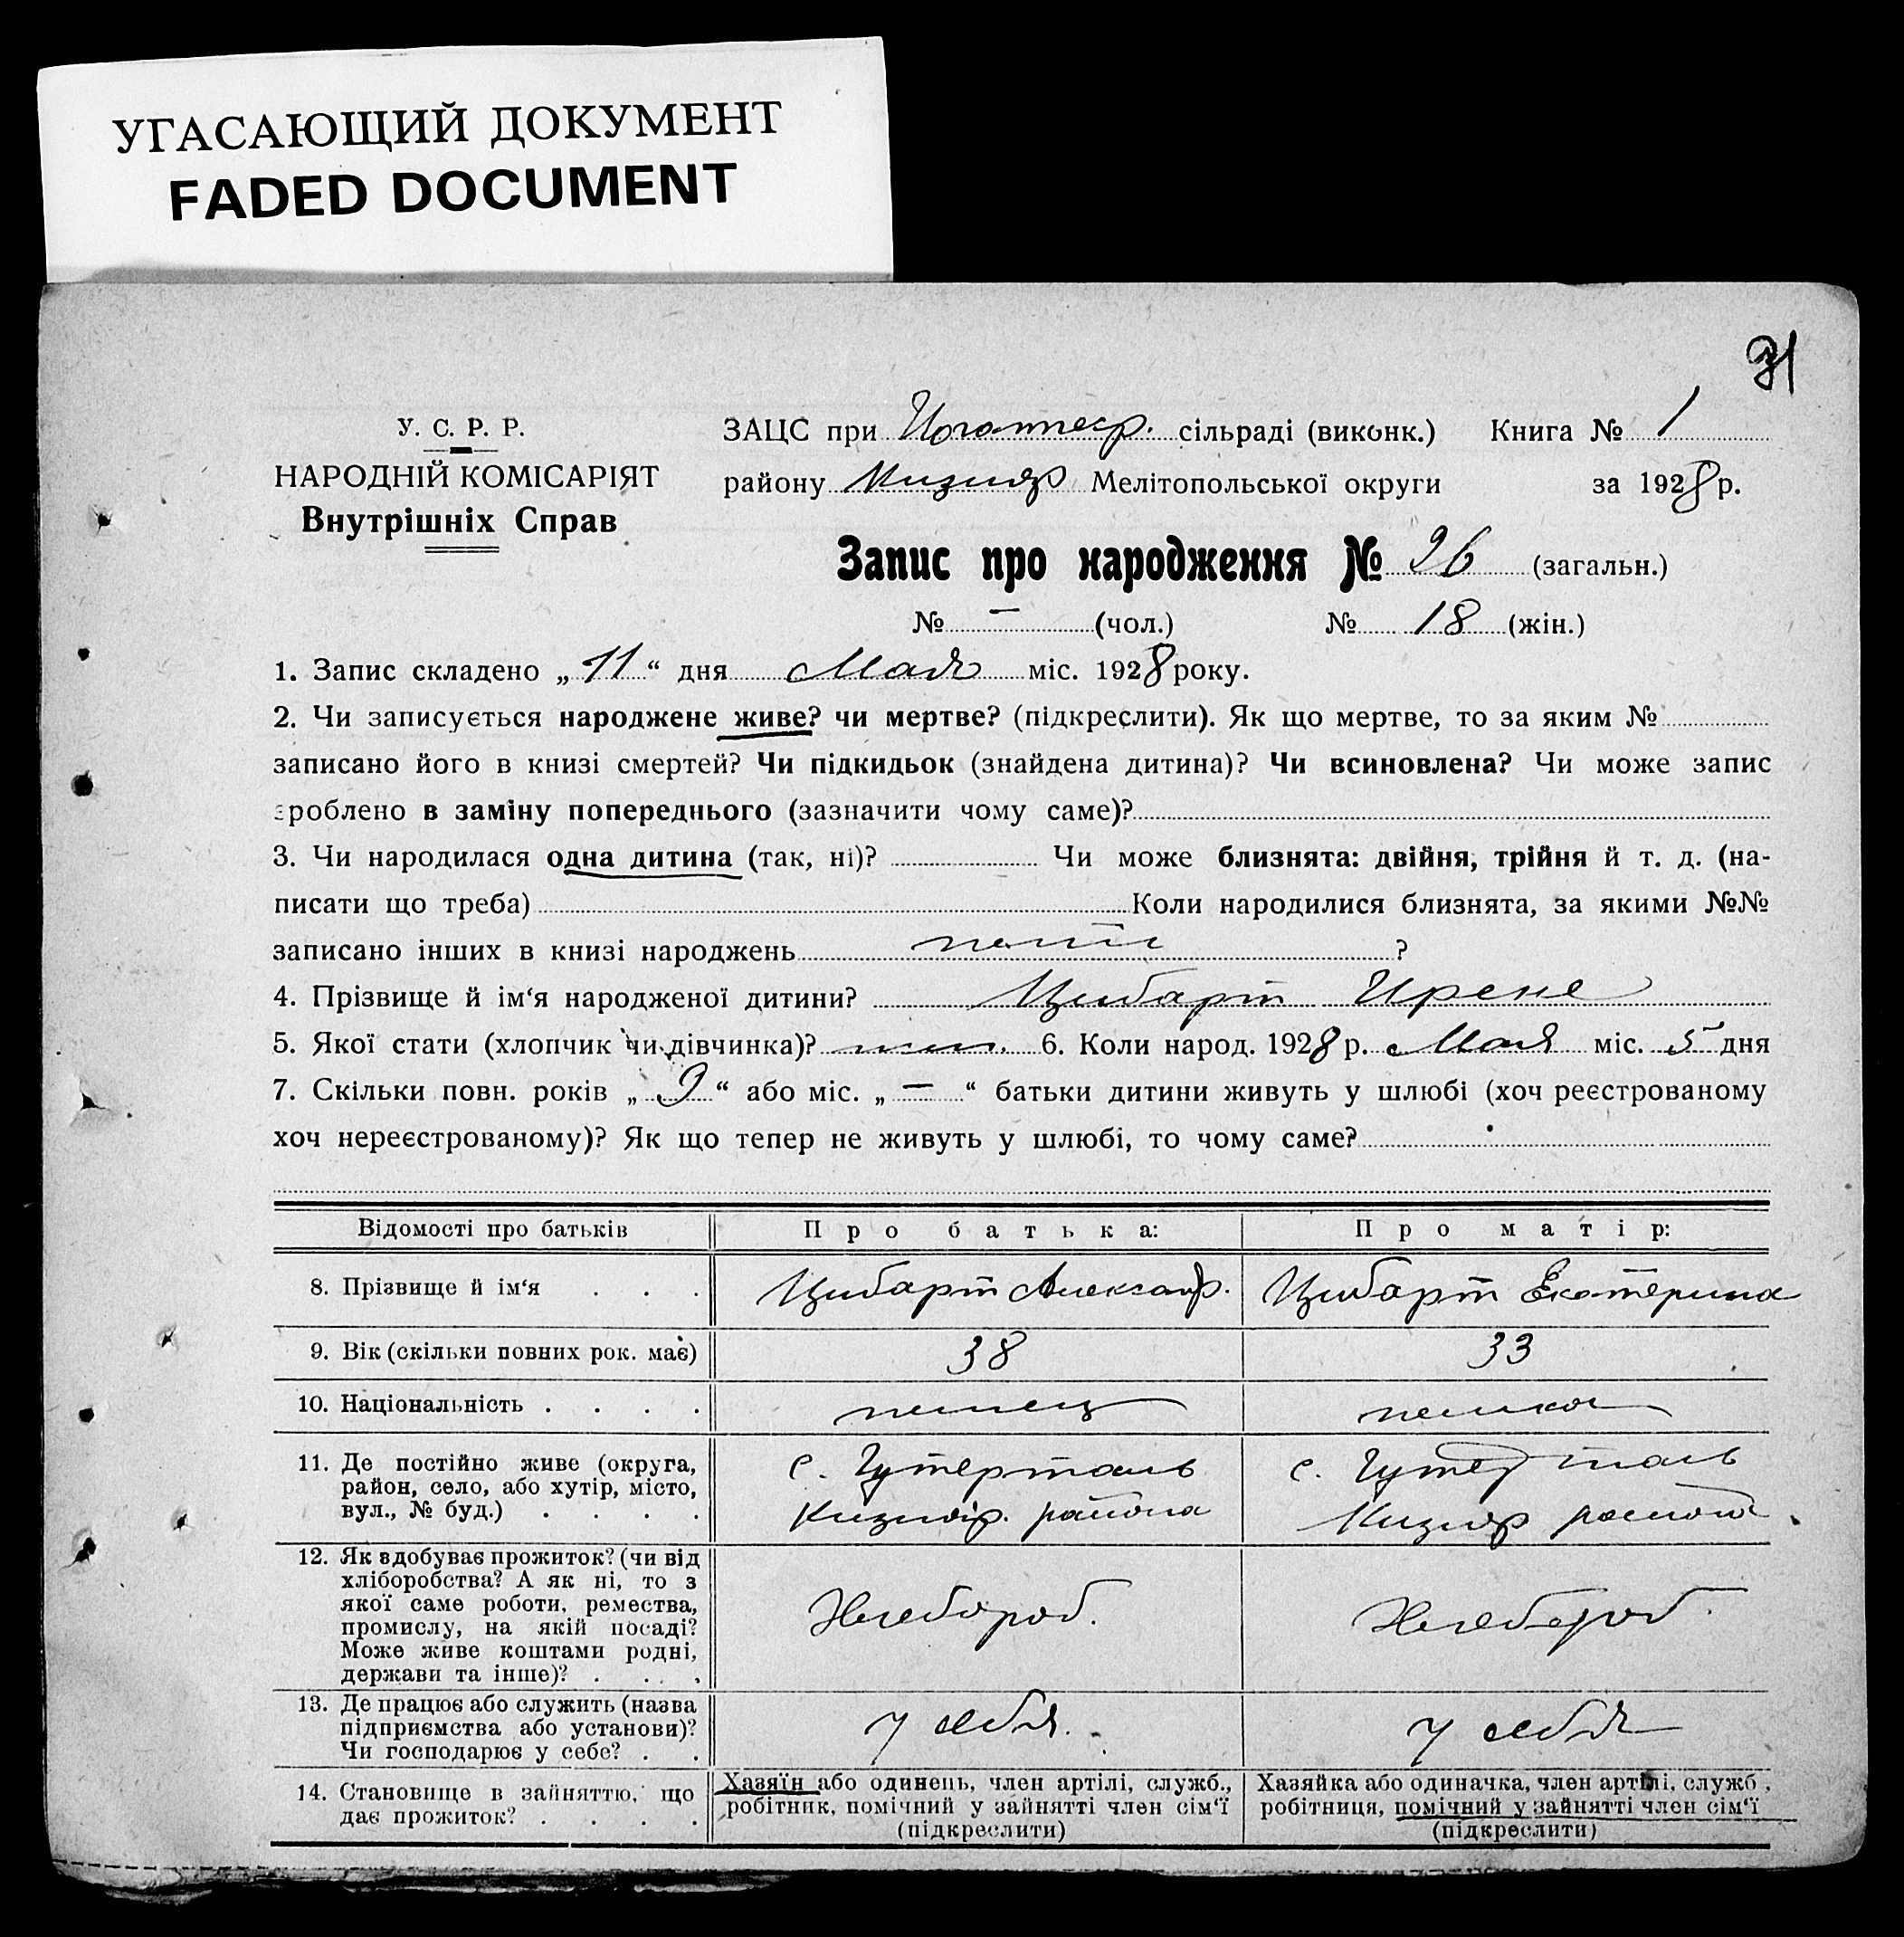 УГАСАЮЩИЙ ДОКУМЕНТ
FADED DOCUMENT
31
У. С. Р. Р.
НАРОДНІЙ КОМІСАРІЯТ
Внутрішніх Справ
ЗАЦС при сільраді (виконк.) Книга № 1
району Кизияр Мелітопольської округи за 1928 р.
Запис про народження № 26 (загальн.)
№ — (чол.) № 18 (жін.)
1. Запис складено „ 11 “ дня Мая міс. 1928 року.
2. Чи записується народжене живе? чи мертве? (підкреслити). Як що мертве, то за яким №
записано його в книзі смертей? Чи підкидьок (знайдена дитина)? Чи всиновлена? Чи може запис
зроблено в заміну попереднього (зазначити чому саме)?
3. Чи народилася одна дитина (так, ні)? Чи може близнята: двійня, трійня й т. д. (на-
писати що треба) Коли народилися близнята, за якими №№
записано інших в книзі народжень ?
4. Прізвище й ім‘я народженої дитини? Цибарт Ирене
5. Якої стати (хлопчик чи дівчинка)? жен. 6. Коли народ. 1928 р. Мая міс. 5 дня
7. Скільки повн. років „ 9 “ або міс. „ — “ батьки дитини живуть у шлюбі (хоч реєстрованому
хоч нереєстрованому)? Як що тепер не живуть у шлюбі, то чому саме?
Відомості про батьків Про батька: Про матір:
8. Прізвище й ім‘я . . . Цибарт Александр. Цибарт Екатерина
9. Вік (скільки повних рок. має) 38 33
10. Національність . . . . немец немка
11. Де постійно живе (округа,
район, село, або хутір, місто,
вул., № буд.) . . . .
с. Гутерталь
Кизияр. района
с. Гутерталь
Кизияр района
12. Як здобуває прожиток? (чи від
хліборобства? А як ні, то з
якої саме роботи, ремества,
промислу, на якій посаді?
Може живе коштами родні,
держави та інше)? . . . .
Хлебороб.
Хлебороб.
13. Де працює або служить (назва
підприємства або установи)?
Чи господарює у себе? . .
у себя.
у себя
14. Становище в зайняттю, що
дає прожиток? . . . .
Хазяїн або одинець, член артілі, служб.,
робітник, помічний у зайнятті член сім‘ї
(підкреслити)
Хазяйка або одиначка, член артілі, служб.,
робітниця, помічний у зайнятті член сім‘ї
(підкреслити)